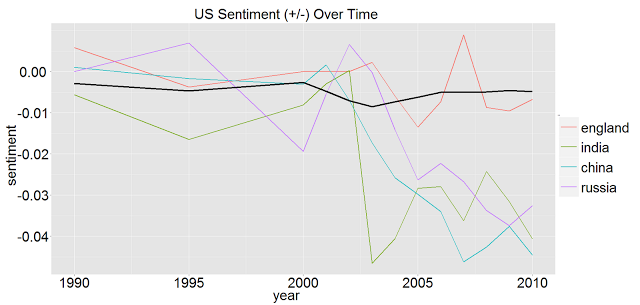 US Sentiment (+/-) Over Time
0.00
-0.01
-0.02
-0.03
-0.04
sentiment
1990 1995 2000 2005 2010
year
england
india
china
russia